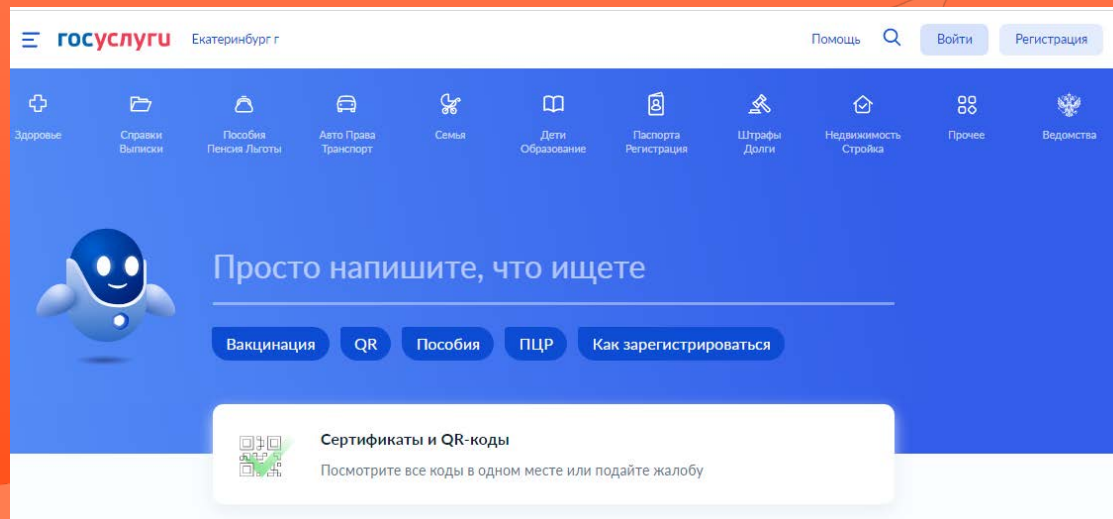 госуслуги Екатеринбург г Помощь Войти Регистрация
Здоровье
Справки
Выписки
Пособия
Пенсия Льготы
Авто Права
Транспорт
Семья
Дети
Образование
Паспорта
Регистрация
Штрафы
Долги
Недвижимость
Стройка
Прочее
Ведомства
Просто напишите, что ищете
Вакцинация QR Пособия ПЦР Как зарегистрироваться
Сертификаты и QR-коды
Посмотрите все коды в одном месте или подайте жалобу